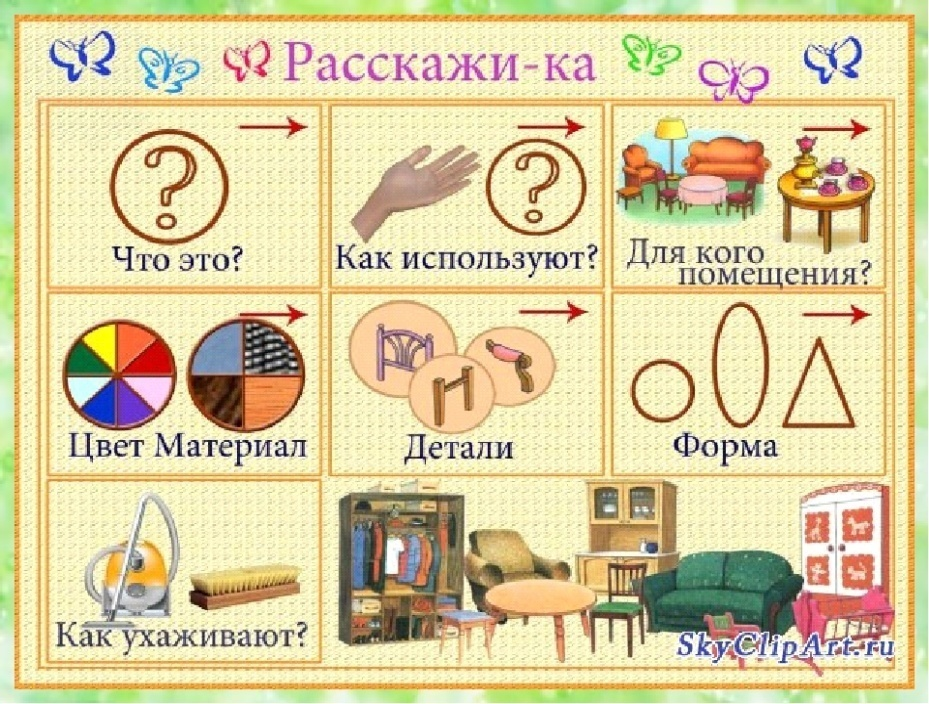 Расскажи-ка
Что это?
Как используют?
Для кого
помещения?
Цвет Материал
Детали
Форма
Как ухаживают?
SkyClipArt.ru